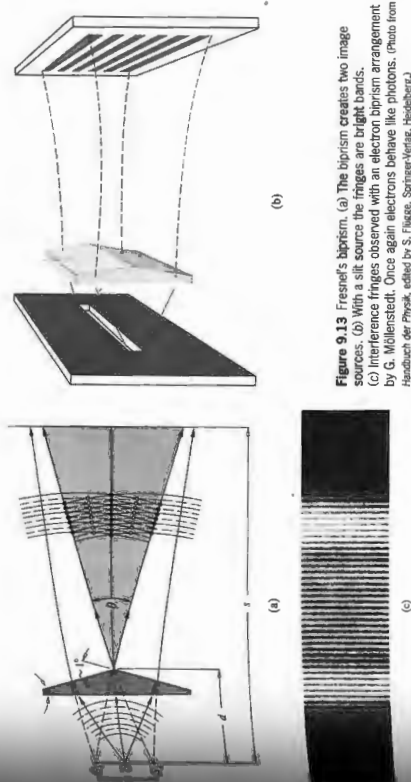 (a)
d
s
θ
(b)
(c)
Figure 9.13 Fresnel's biprism. (a) The biprism creates two image
sources. (b) With a slit source the fringes are bright bands.
(c) Interference fringes observed with an electron biprism arrangement
by G. Möllenstedt. Once again electrons behave like photons. (Photo from
Handbuch der Physik, edited by S. Flügge, Springer-Verlag, Heidelberg.)